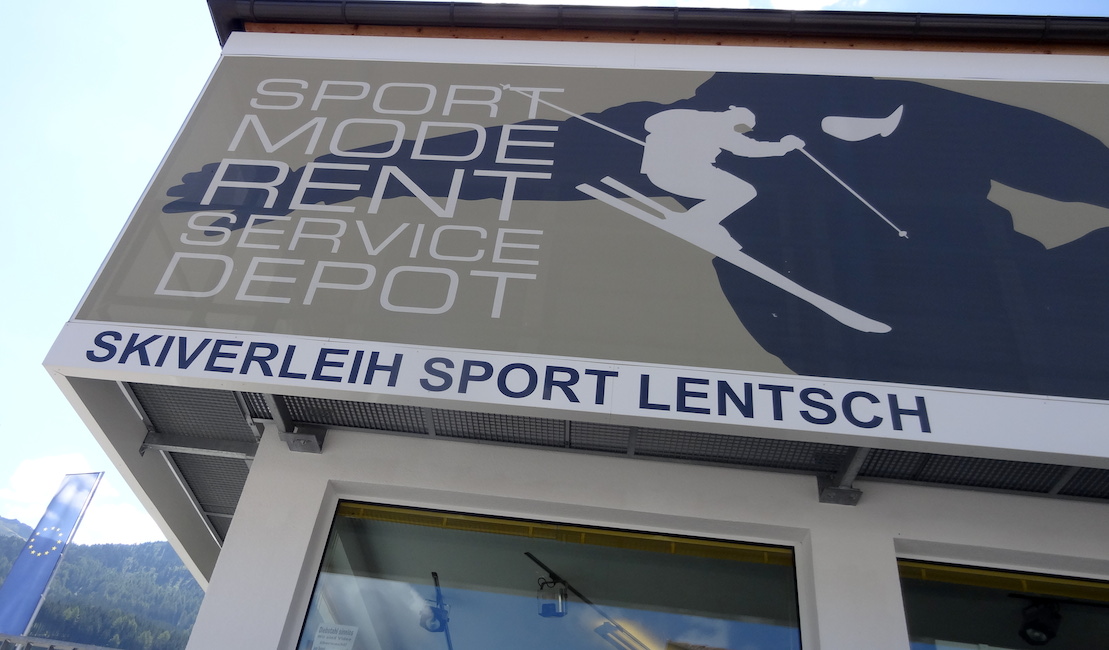 SPORT
MODE
RENT
SERVICE
DEPOT
SKIVERLEIH SPORT LENTSCH